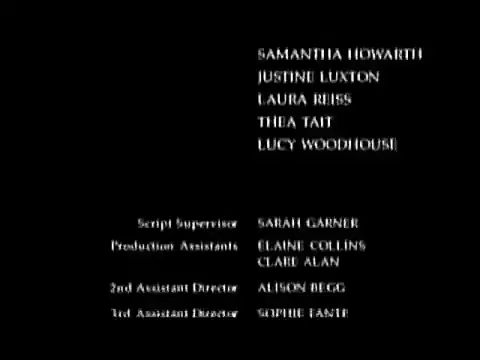 SAMANTHA HOWARTH
JUSTINE LUXTON
LAURA REISS
THEA TAIT
LUCY WOODHOUSE
Script Supervisor SARAH GARNER
Production Assistants ELAINE COLLINS
CLARE ALAN
2nd Assistant Director ALISON BEGG
3rd Assistant Director SOPHIE FANTE